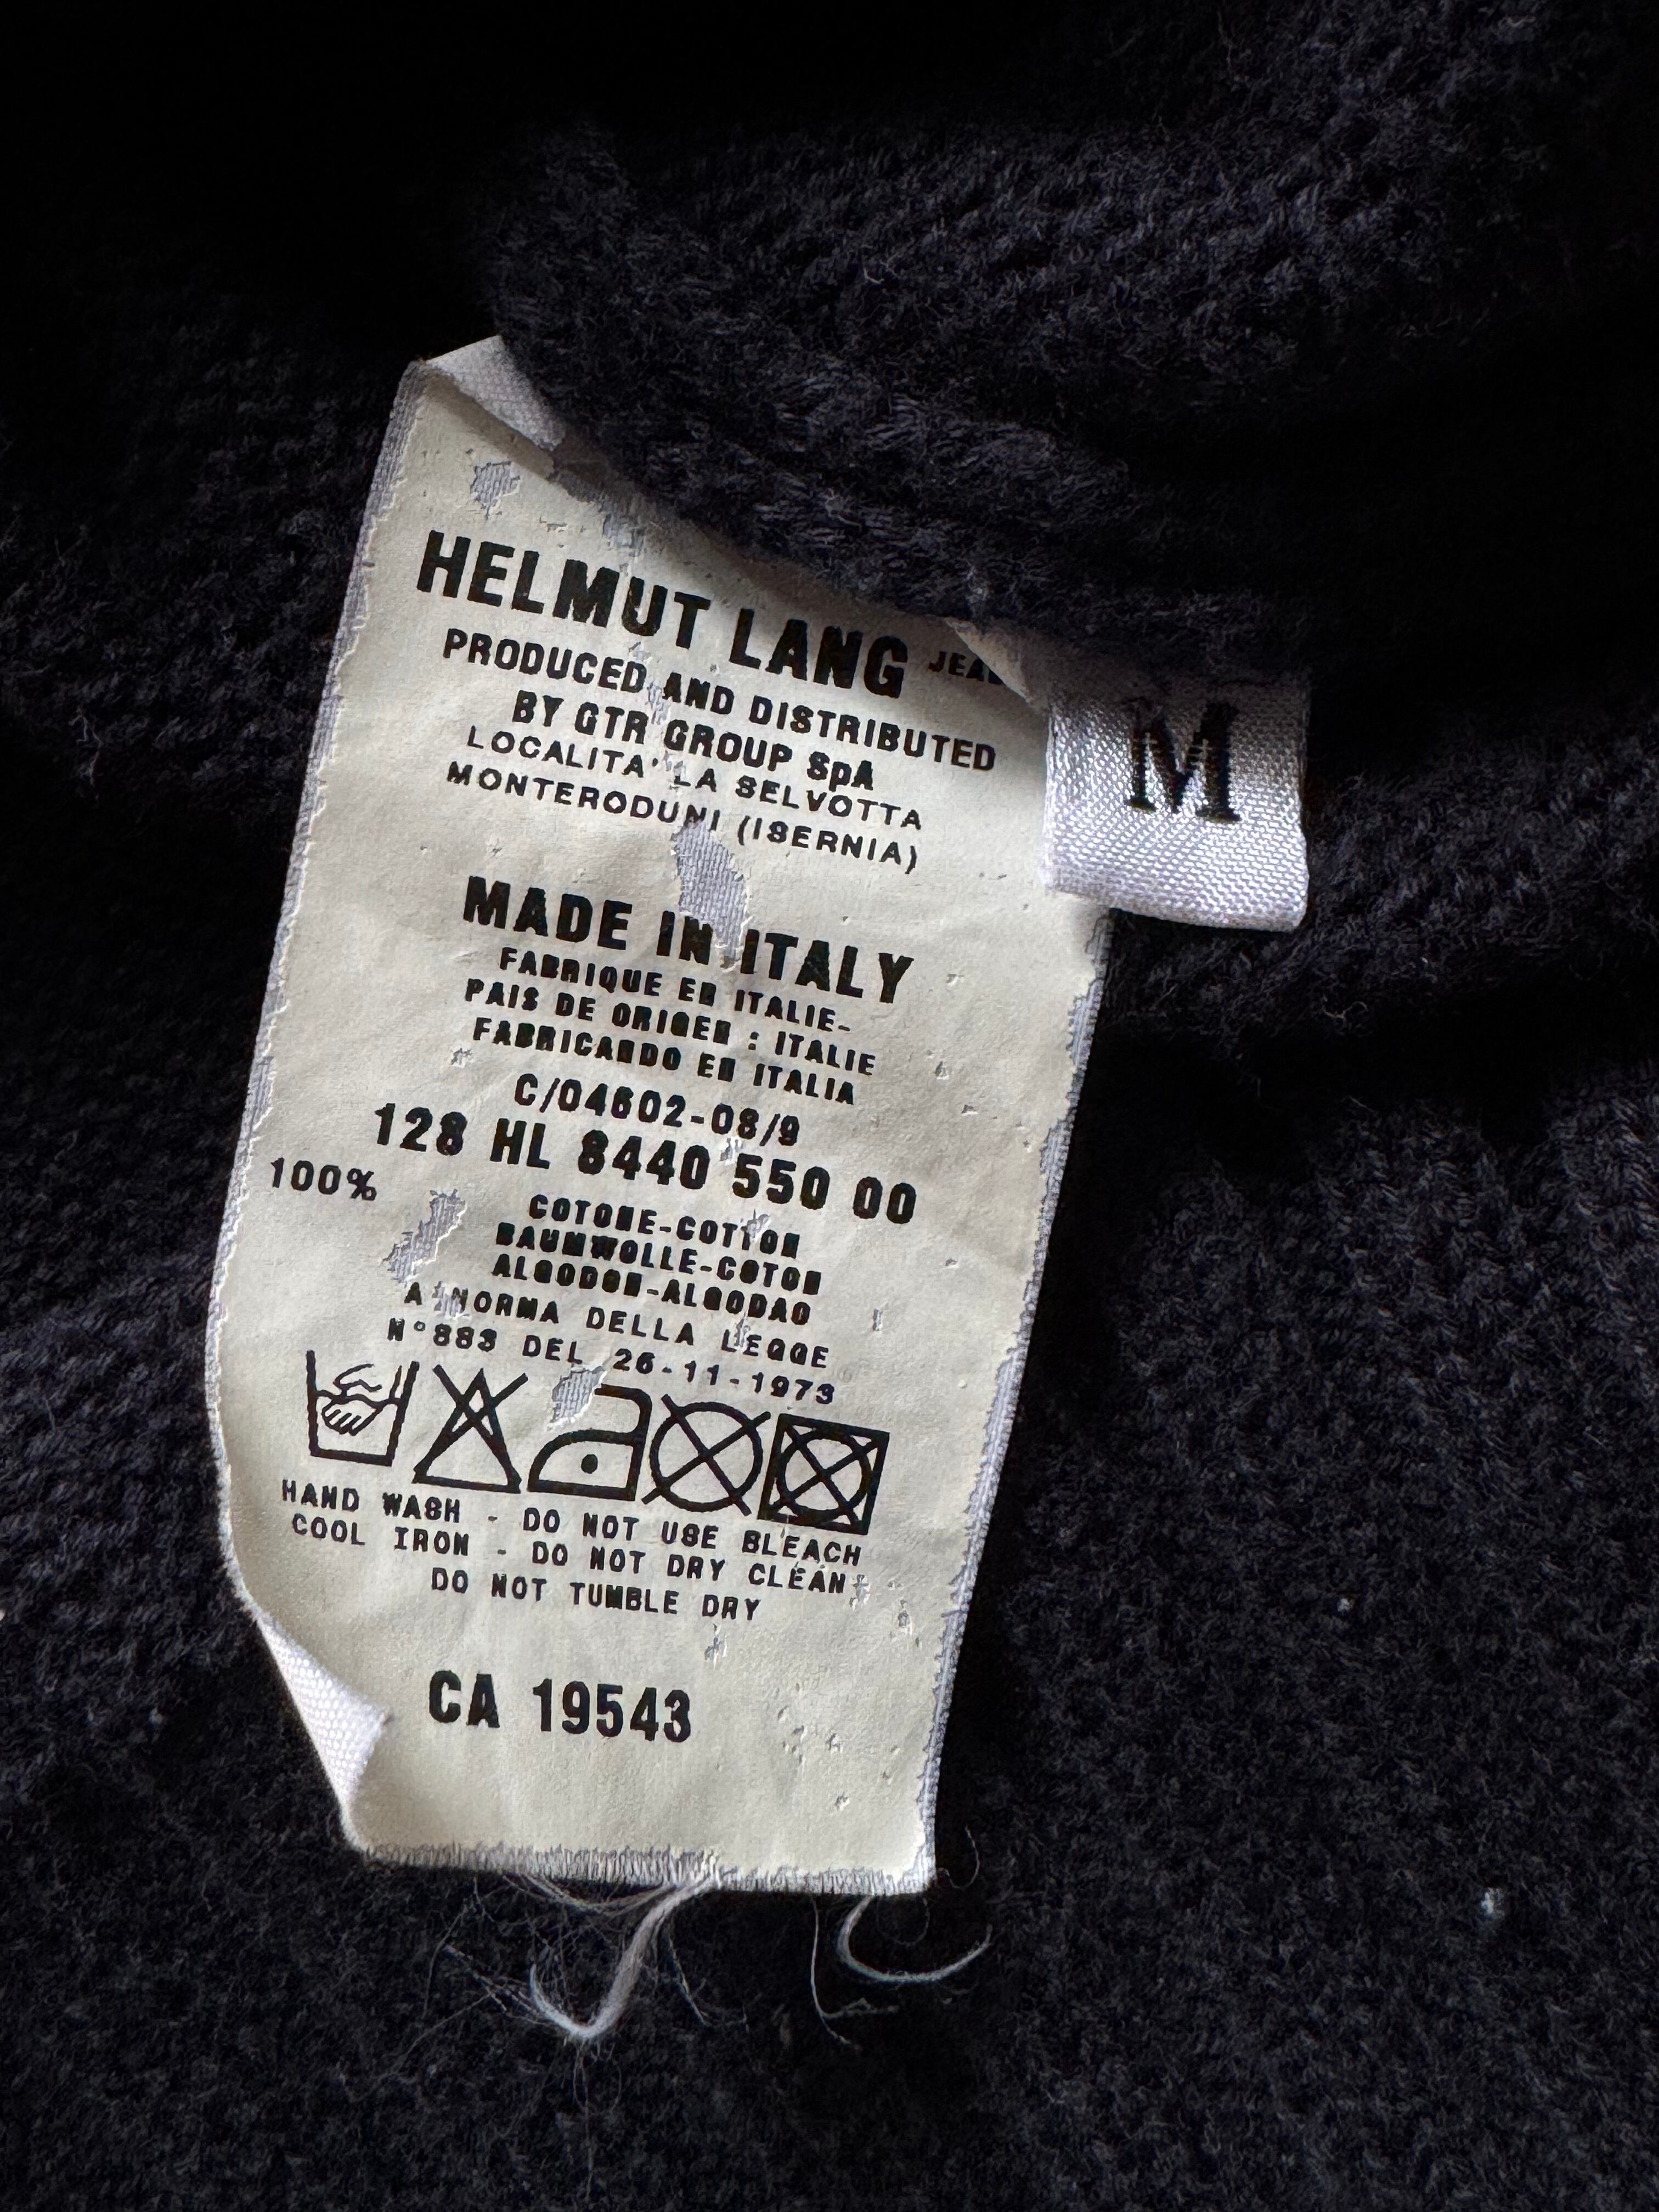 HELMUT LANG
PRODUCED AND DISTRIBUTED
BY GTR GROUP SpA
LOCALITA' LA SELVOTTA
MONTERODUNI (ISERNIA)
M
MADE IN ITALY
FABRIQUE EN ITALIE-
PAIS DE ORIGEN : ITALIE
FABRICANDO EN ITALIA
C/04602-08/9
128 HL 8440 550 00
100%
COTONE-COTTON
BAUMWOLLE-COTON
ALGODON-ALGODAO
A NORMA DELLA LEGGE
N°883 DEL 26-11-1973
HAND WASH - DO NOT USE BLEACH
COOL IRON - DO NOT DRY CLEAN
DO NOT TUMBLE DRY
CA 19543